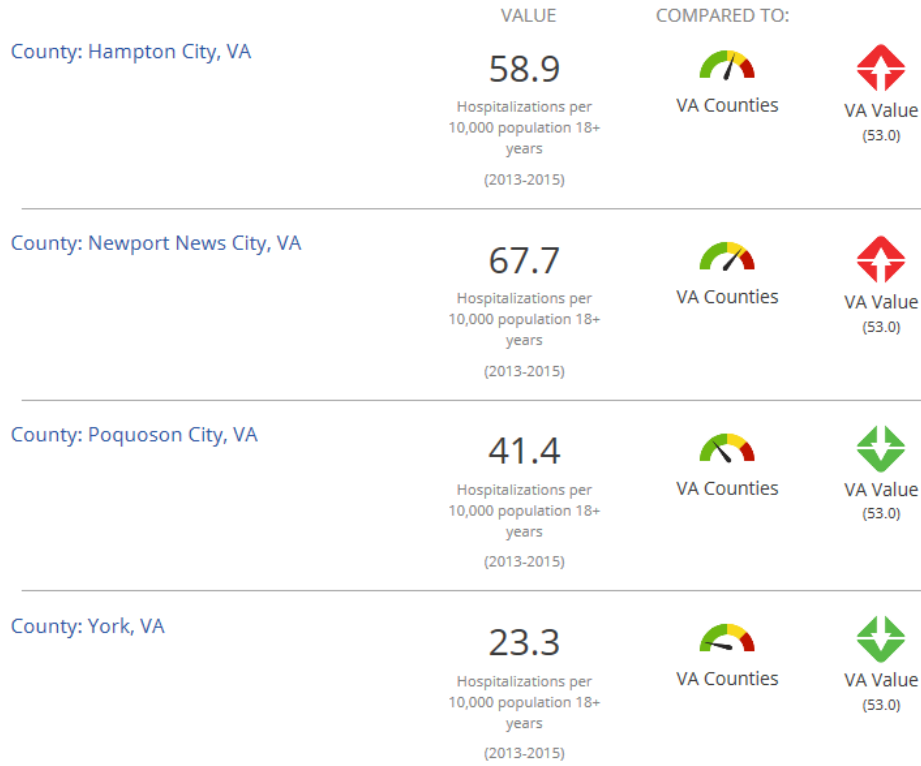 VALUE COMPARED TO:
County: Hampton City, VA
58.9
Hospitalizations per
10,000 population 18+
years
(2013-2015)
VA Counties
VA Value
(53.0)
County: Newport News City, VA
67.7
Hospitalizations per
10,000 population 18+
years
(2013-2015)
VA Counties
VA Value
(53.0)
County: Poquoson City, VA
41.4
Hospitalizations per
10,000 population 18+
years
(2013-2015)
VA Counties
VA Value
(53.0)
County: York, VA
23.3
Hospitalizations per
10,000 population 18+
years
(2013-2015)
VA Counties
VA Value
(53.0)